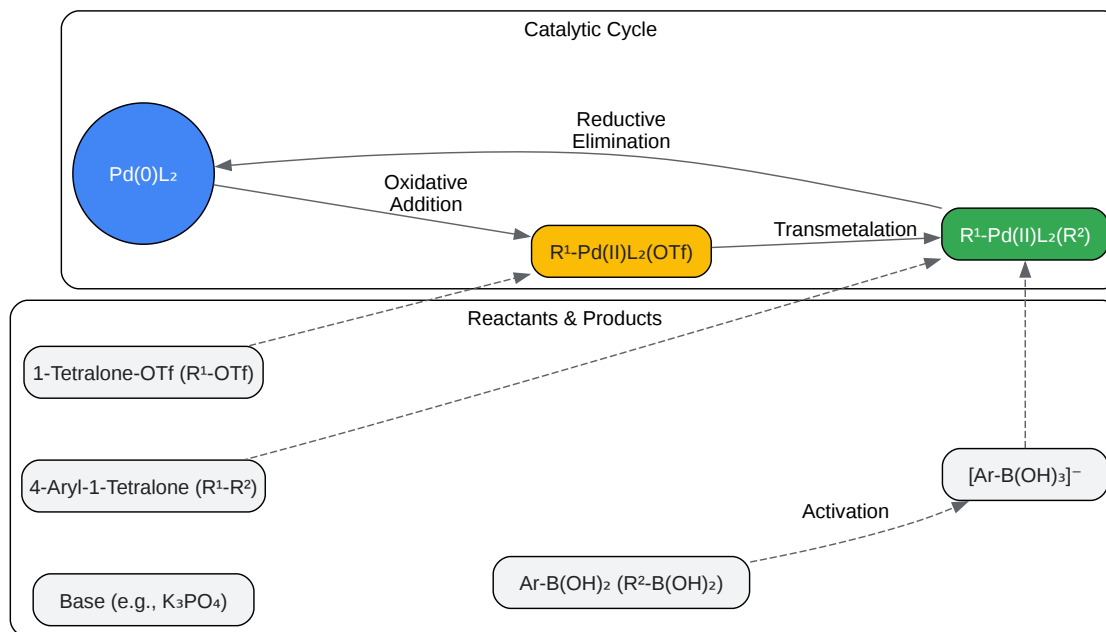 Catalytic Cycle
Reductive
Elimination
Pd(0)L₂
Oxidative
Addition
R¹-Pd(II)L₂(OTf)
Transmetalation
R¹-Pd(II)L₂(R²)
Reactants & Products
1-Tetralone-OTf (R¹-OTf)
4-Aryl-1-Tetralone (R¹-R²)
[Ar-B(OH)₃]⁻
Activation
Ar-B(OH)₂ (R²-B(OH)₂)
Base (e.g., K₃PO₄)